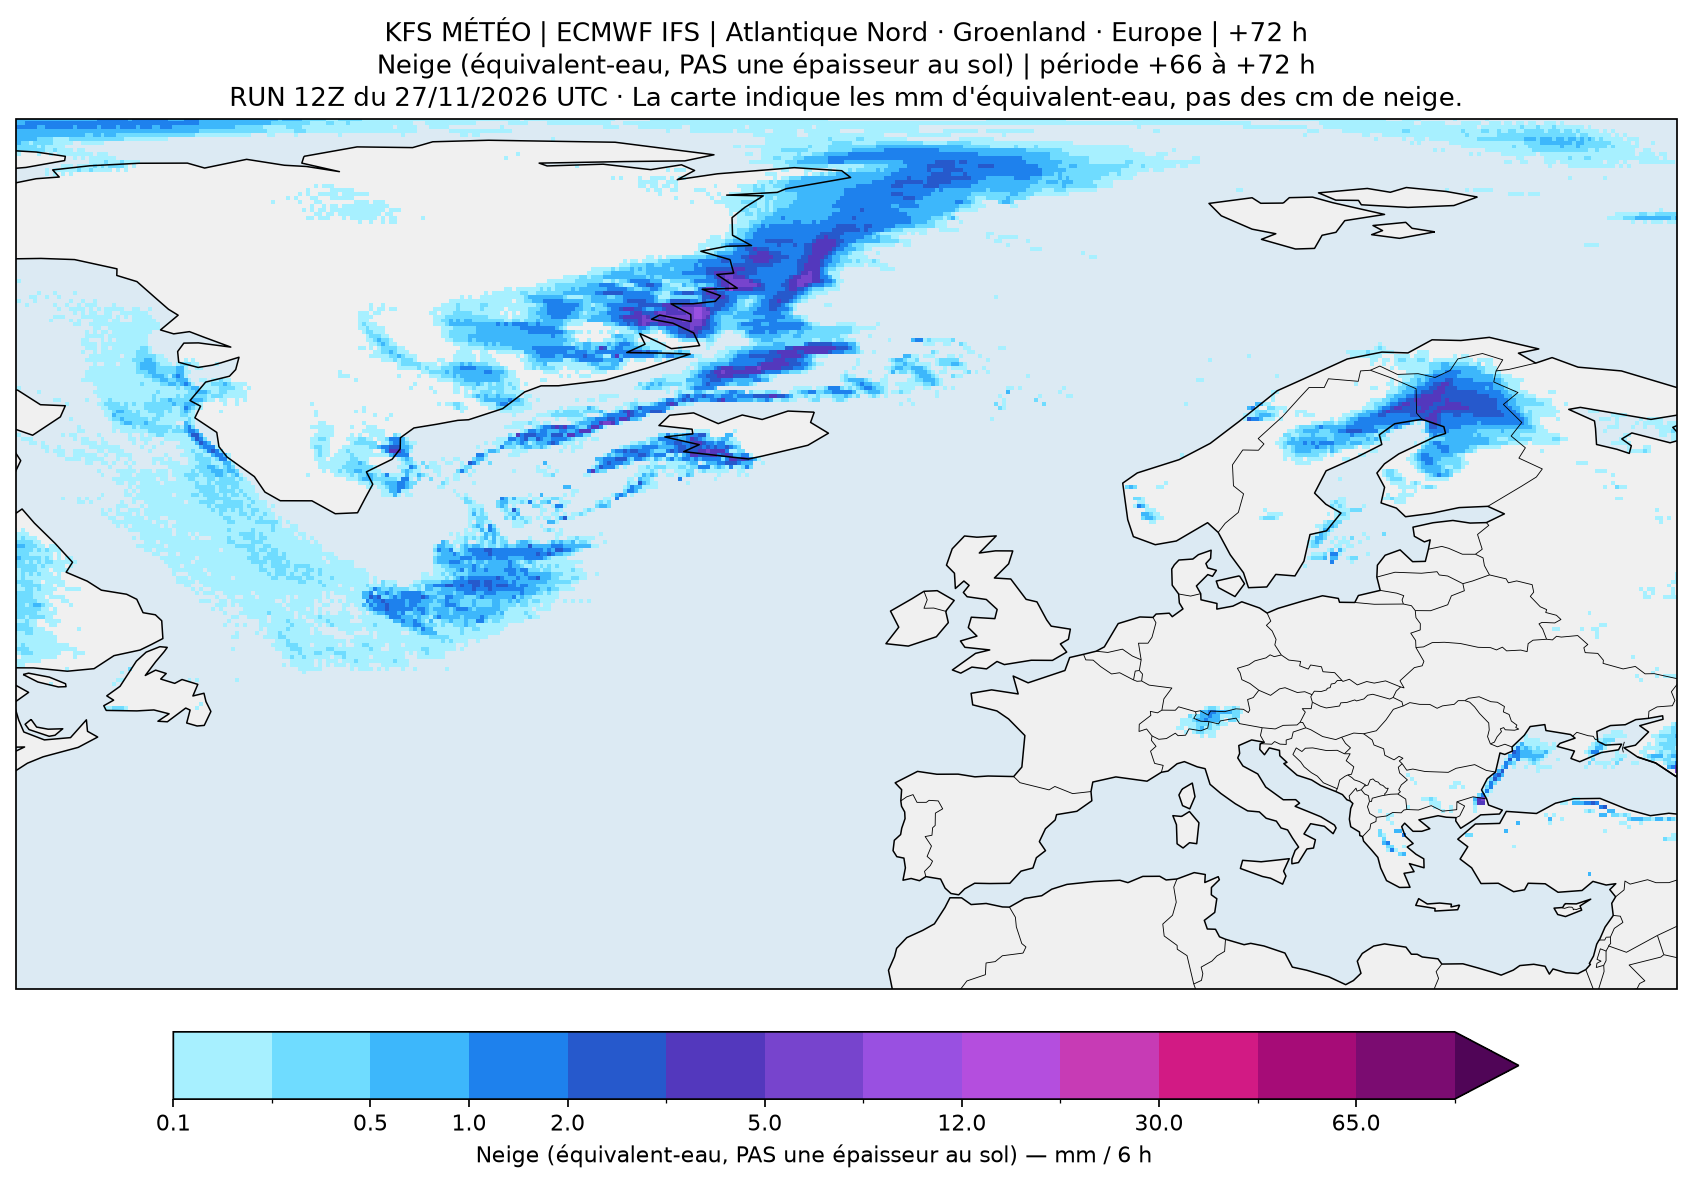 KFS MÉTÉO | ECMWF IFS | Atlantique Nord · Groenland · Europe | +72 h
Neige (équivalent-eau, PAS une épaisseur au sol) | période +66 à +72 h
RUN 12Z du 27/11/2026 UTC · La carte indique les mm d'équivalent-eau, pas des cm de neige.
0.1 0.5 1.0 2.0 5.0 12.0 30.0 65.0
Neige (équivalent-eau, PAS une épaisseur au sol) — mm / 6 h